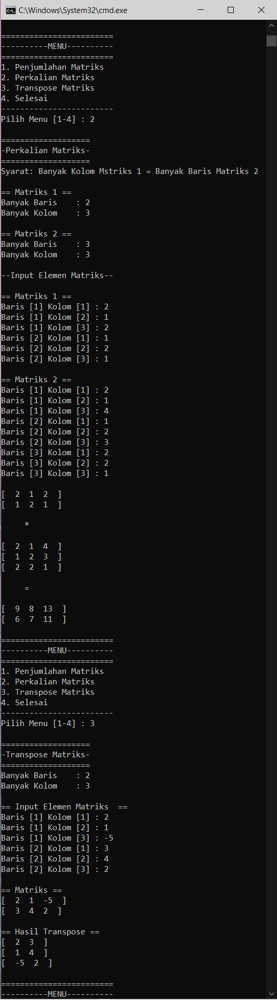 C:\Windows\System32\cmd.exe
===========================
----------MENU----------
===========================
1. Penjumlahan Matriks
2. Perkalian Matriks
3. Transpose Matriks
4. Selesai
------------------------
Pilih Menu [1-4] : 2
===================
-Perkalian Matriks-
===================
Syarat: Banyak Kolom Mstriks 1 = Banyak Baris Matriks 2
== Matriks 1 ==
Banyak Baris    : 2
Banyak Kolom    : 3
== Matriks 2 ==
Banyak Baris    : 3
Banyak Kolom    : 3
--Input Elemen Matriks--
== Matriks 1 ==
Baris [1] Kolom [1] : 2
Baris [1] Kolom [2] : 1
Baris [1] Kolom [3] : 2
Baris [2] Kolom [1] : 1
Baris [2] Kolom [2] : 2
Baris [2] Kolom [3] : 1
== Matriks 2 ==
Baris [1] Kolom [1] : 2
Baris [1] Kolom [2] : 1
Baris [1] Kolom [3] : 4
Baris [2] Kolom [1] : 1
Baris [2] Kolom [2] : 2
Baris [2] Kolom [3] : 3
Baris [3] Kolom [1] : 2
Baris [3] Kolom [2] : 2
Baris [3] Kolom [3] : 1
[  2  1  2  ]
[  1  2  1  ]
*
[  2  1  4  ]
[  1  2  3  ]
[  2  2  1  ]
=
[  9  8  13  ]
[  6  7  11  ]
===========================
----------MENU----------
===========================
1. Penjumlahan Matriks
2. Perkalian Matriks
3. Transpose Matriks
4. Selesai
------------------------
Pilih Menu [1-4] : 3
===================
-Transpose Matriks-
===================
Banyak Baris    : 2
Banyak Kolom    : 3
== Input Elemen Matriks  ==
Baris [1] Kolom [1] : 2
Baris [1] Kolom [2] : 1
Baris [1] Kolom [3] : -5
Baris [2] Kolom [1] : 3
Baris [2] Kolom [2] : 4
Baris [2] Kolom [3] : 2
== Matriks ==
[  2  1  -5  ]
[  3  4  2  ]
== Hasil Transpose ==
[  2  3  ]
[  1  4  ]
[  -5  2  ]
===========================
----------MENU----------